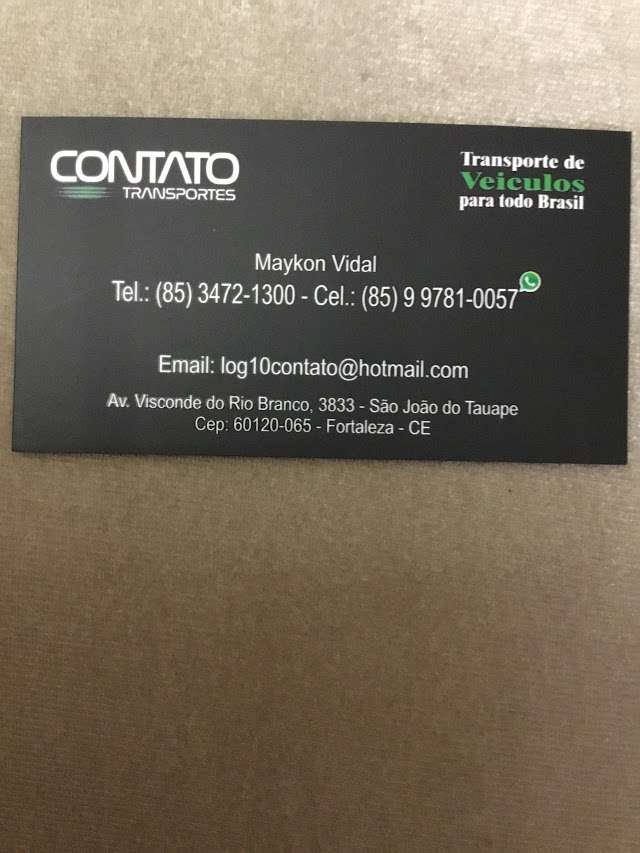 CONTATO
TRANSPORTES
Transporte de
Veiculos
para todo Brasil
Maykon Vidal
Tel.: (85) 3472-1300 - Cel.: (85) 9 9781-0057
Email: log10contato@hotmail.com
Av. Visconde do Rio Branco, 3833 - São João do Tauape
Cep: 60120-065 - Fortaleza - CE